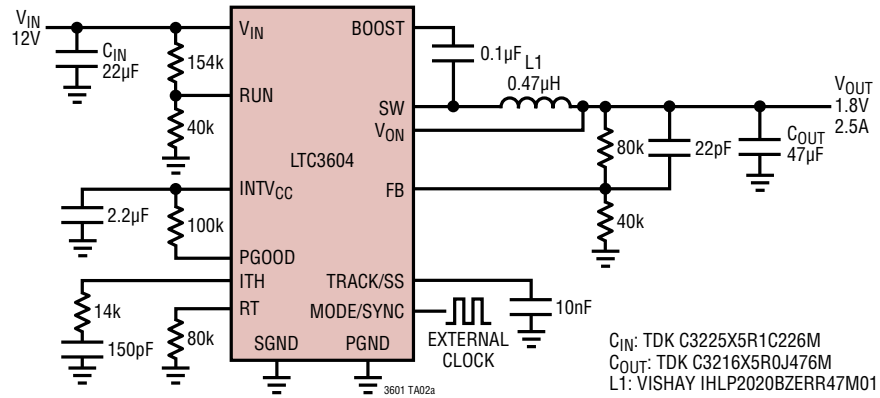 VIN
12V
CIN
22µF
154k
40k
2.2µF
100k
14k
150pF
80k
VIN
RUN
INTVCC
PGOOD
ITH
RT
SGND
PGND
LTC3604
BOOST
SW
VON
FB
TRACK/SS
MODE/SYNC
0.1µF
L1
0.47µH
80k
22pF
40k
COUT
47µF
VOUT
1.8V
2.5A
10nF
EXTERNAL
CLOCK
3601 TA02a
CIN: TDK C3225X5R1C226M
COUT: TDK C3216X5R0J476M
L1: VISHAY IHLP2020BZERR47M01